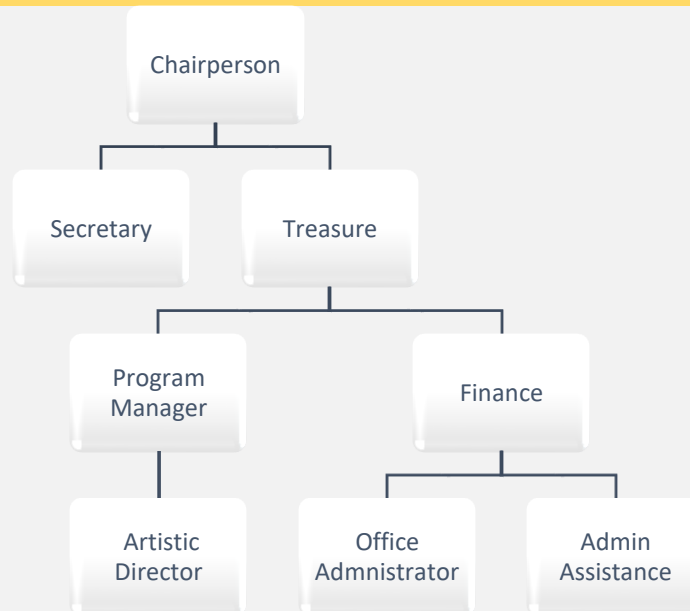 Chairperson
Secretary
Treasure
Program
Manager
Finance
Artistic
Director
Office
Admnistrator
Admin
Assistance